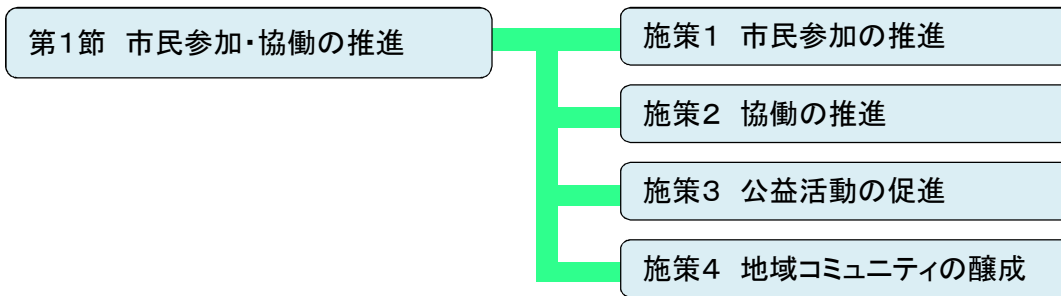 第1節 市民参加・協働の推進
施策1 市民参加の推進
施策2 協働の推進
施策3 公益活動の促進
施策4 地域コミュニティの醸成